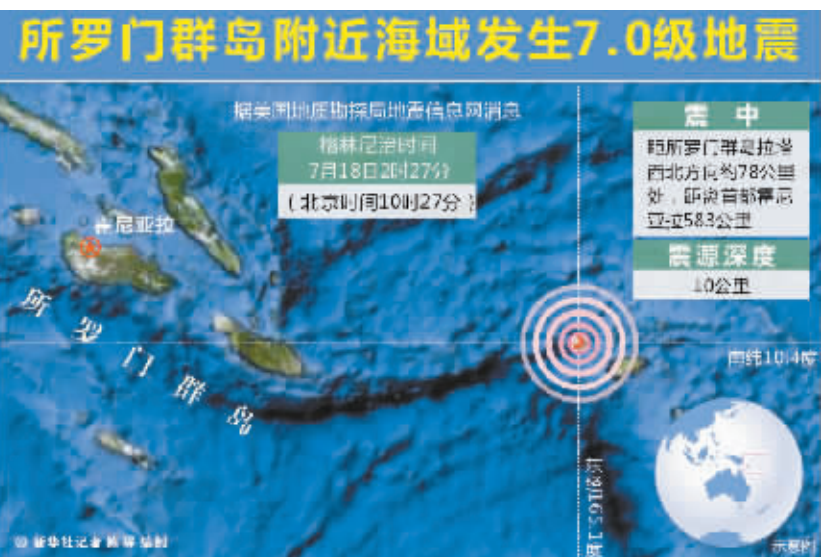 所罗门群岛附近海域发生7.0级地震
据美国地质勘探局地震信息网消息
格林尼治时间
7月18日2时27分
(北京时间10时27分)
震 中
距所罗门群岛拉塔
西北方向约78公里
处，距离首都霍尼
亚拉583公里
震源深度
10公里
霍尼亚拉
所罗门群岛
南纬10.4度
东经165.1度
新华社记者 编制
示意图